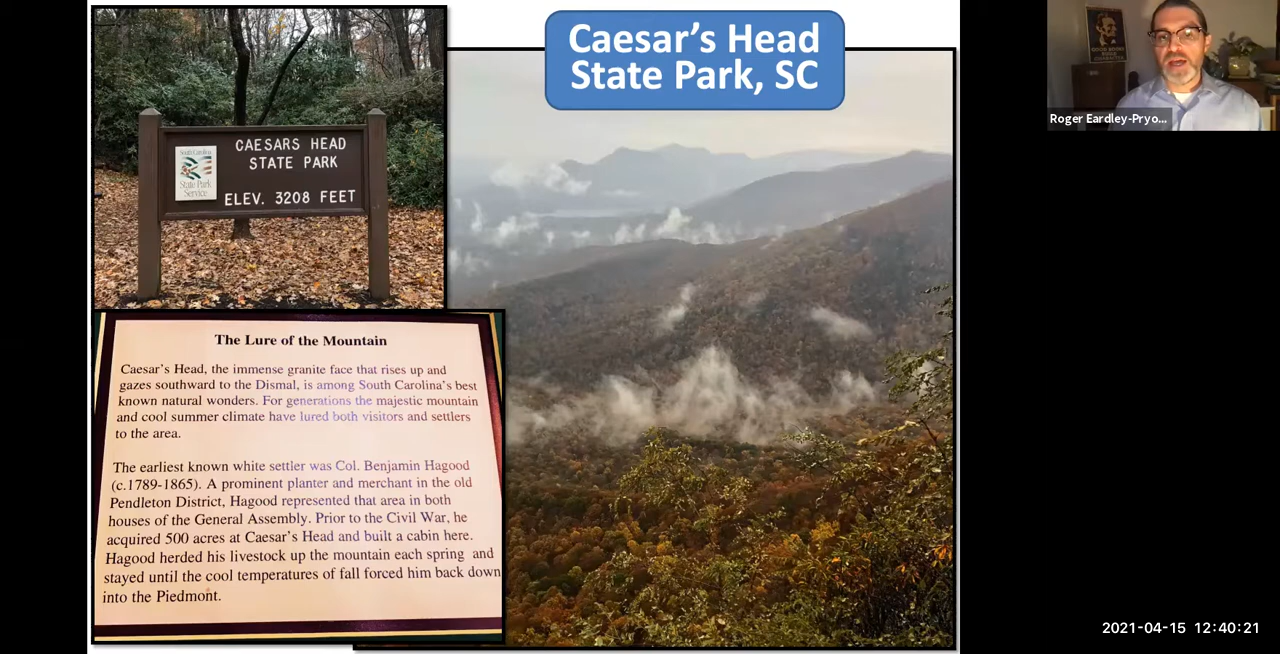 Caesar's Head
State Park, SC
CAESARS HEAD
STATE PARK
ELEV. 3208 FEET
South Carolina
State Park
Service
The Lure of the Mountain
Caesar's Head, the immense granite face that rises up and
gazes southward to the Dismal, is among South Carolina's best
known natural wonders. For generations the majestic mountain
and cool summer climate have lured both visitors and settlers
to the area.
The earliest known white settler was Col. Benjamin Hagood
(c.1789-1865). A prominent planter and merchant in the old
Pendleton District, Hagood represented that area in both
houses of the General Assembly. Prior to the Civil War, he
acquired 500 acres at Caesar's Head and built a cabin here.
Hagood herded his livestock up the mountain each spring and
stayed until the cool temperatures of fall forced him back down
into the Piedmont.
Roger Eardley-Pryo...
2021-04-15 12:40:21